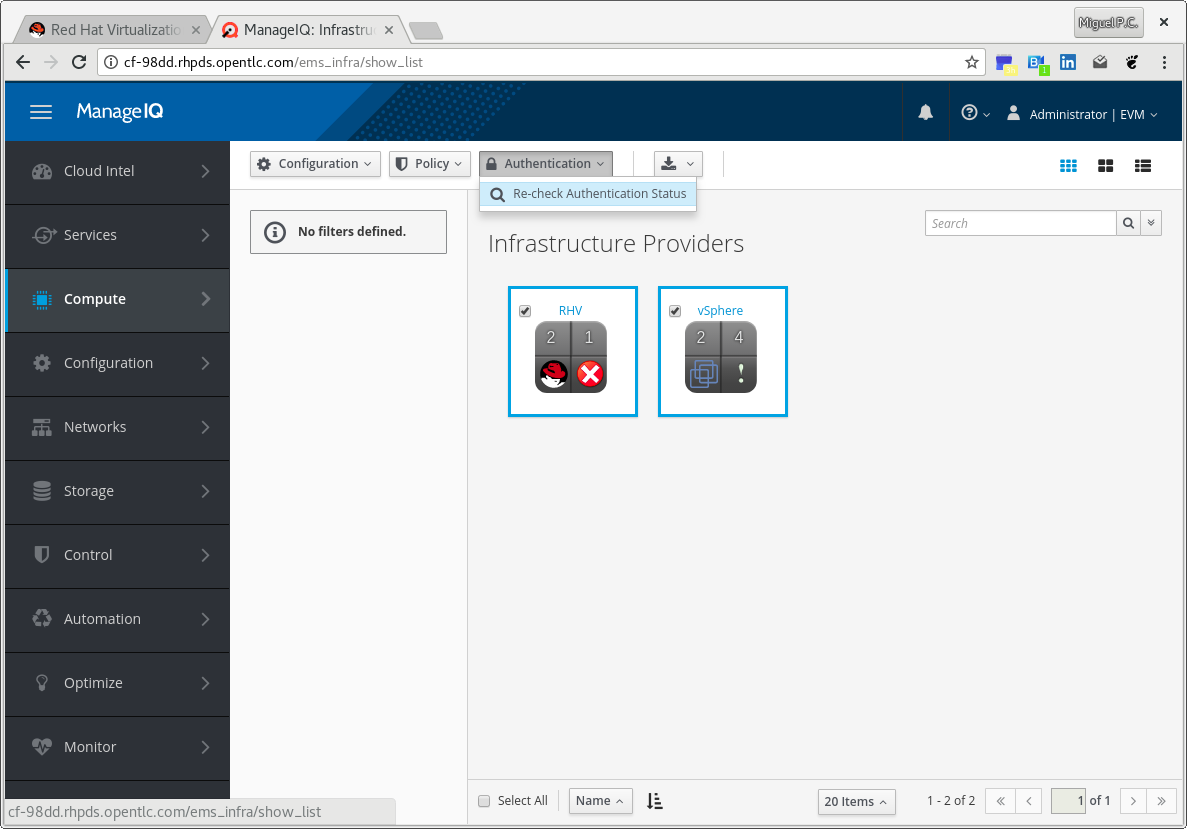 Red Hat Virtualizatio
ManageIQ: Infrastru
Miguel P.C.
cf-98dd.rhpds.opentlc.com/ems_infra/show_list
1
ManageIQ
Administrator | EVM
Cloud Intel
Services
Compute
Configuration
Networks
Storage
Control
Automation
Optimize
Monitor
Configuration
Policy
Authentication
Re-check Authentication Status
No filters defined.
Search
Infrastructure Providers
RHV
2 1
vSphere
2 4
!
Select All
Name
20 Items
1 - 2 of 2
1 of 1
cf-98dd.rhpds.opentlc.com/ems_infra/show_list